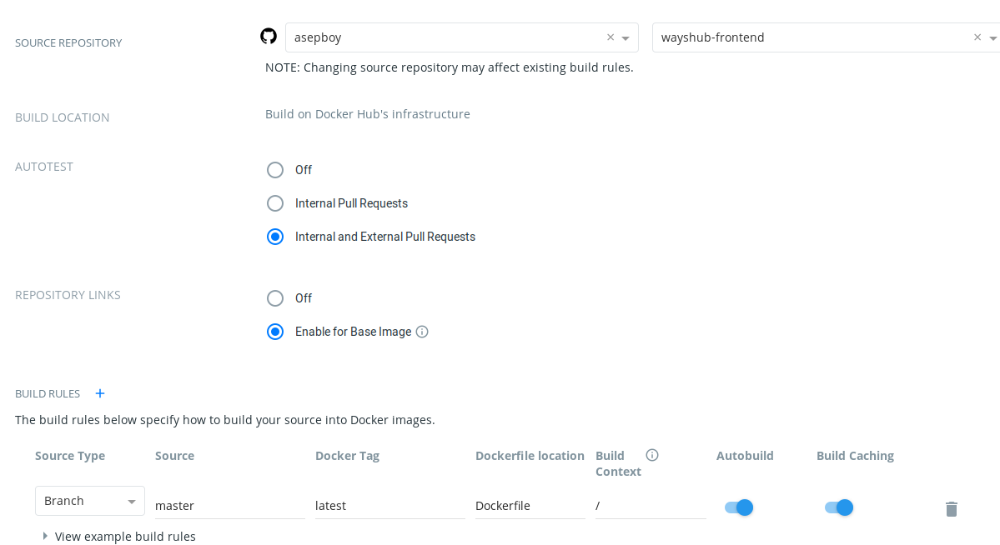 SOURCE REPOSITORY
asepboy
wayshub-frontend
NOTE: Changing source repository may affect existing build rules.
BUILD LOCATION
Build on Docker Hub's infrastructure
AUTOTEST
Off
Internal Pull Requests
Internal and External Pull Requests
REPOSITORY LINKS
Off
Enable for Base Image
BUILD RULES +
The build rules below specify how to build your source into Docker images.
Source Type Source Docker Tag Dockerfile location Build Context Autobuild Build Caching
Branch master latest Dockerfile /
View example build rules